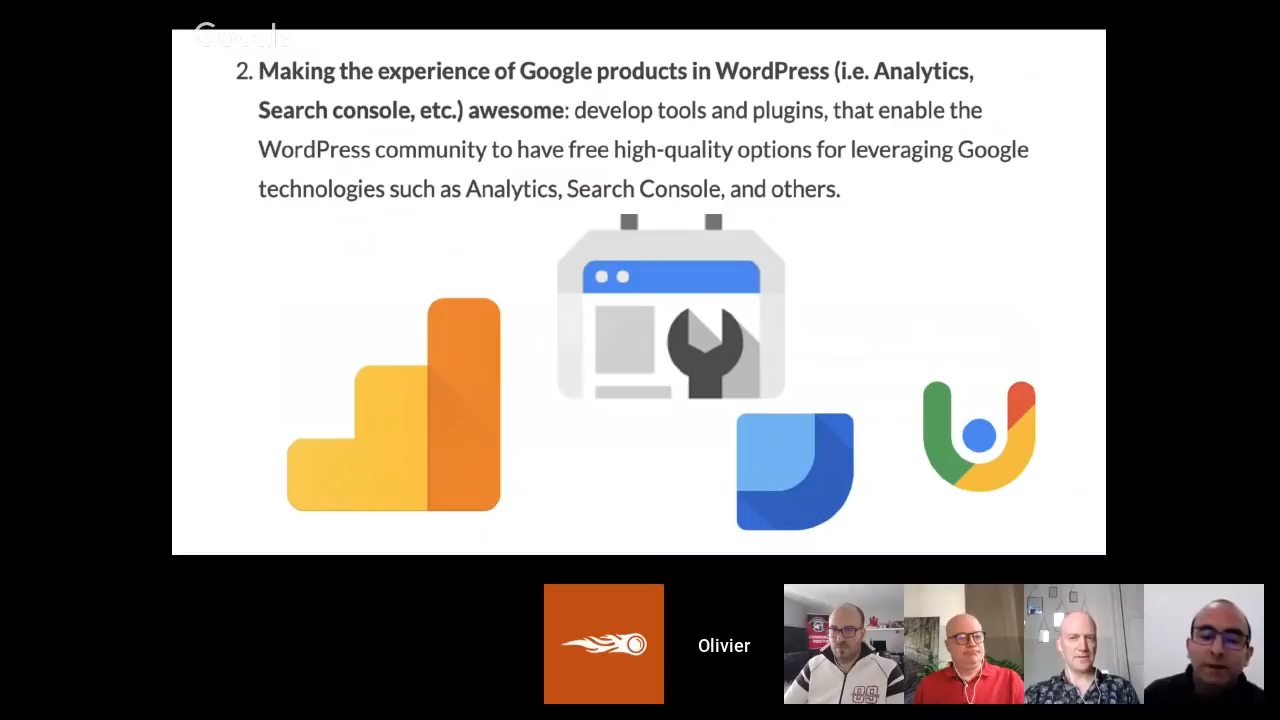 Google
2. Making the experience of Google products in WordPress (i.e. Analytics,
Search console, etc.) awesome: develop tools and plugins, that enable the
WordPress community to have free high-quality options for leveraging Google
technologies such as Analytics, Search Console, and others.
Olivier